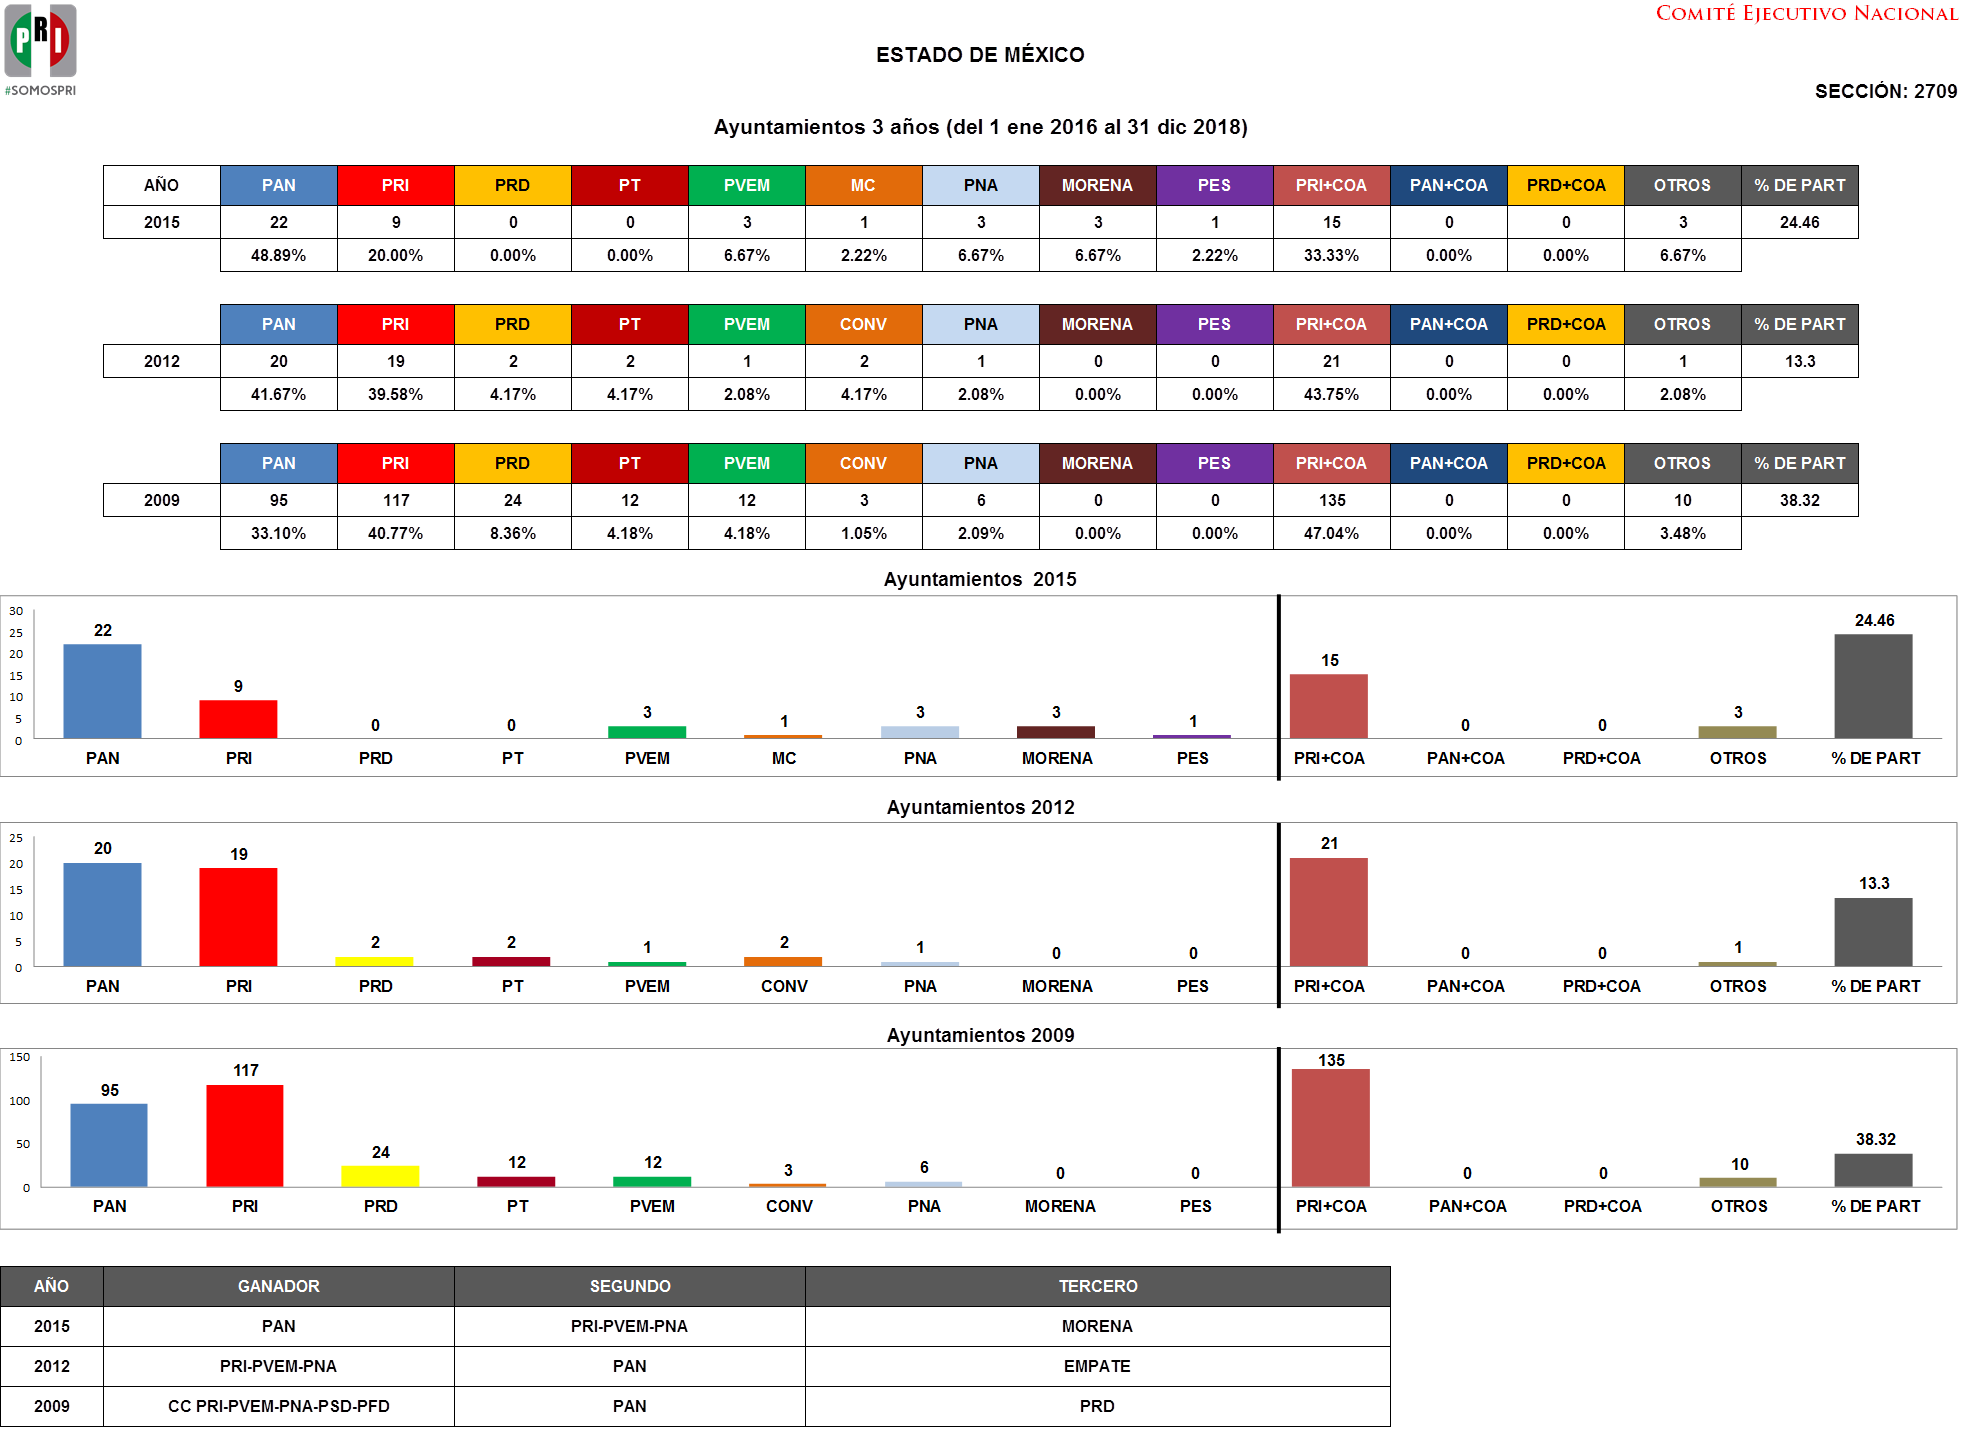 PRI
#SOMOSPRI
COMITÉ EJECUTIVO NACIONAL
ESTADO DE MÉXICO
SECCIÓN: 2709
Ayuntamientos 3 años (del 1 ene 2016 al 31 dic 2018)
AÑO PAN PRI PRD PT PVEM MC PNA MORENA PES PRI+COA PAN+COA PRD+COA OTROS % DE PART
2015 22 9 0 0 3 1 3 3 1 15 0 0 3 24.46
48.89% 20.00% 0.00% 0.00% 6.67% 2.22% 6.67% 6.67% 2.22% 33.33% 0.00% 0.00% 6.67%
PAN PRI PRD PT PVEM CONV PNA MORENA PES PRI+COA PAN+COA PRD+COA OTROS % DE PART
2012 20 19 2 2 1 2 1 0 0 21 0 0 1 13.3
41.67% 39.58% 4.17% 4.17% 2.08% 4.17% 2.08% 0.00% 0.00% 43.75% 0.00% 0.00% 2.08%
PAN PRI PRD PT PVEM CONV PNA MORENA PES PRI+COA PAN+COA PRD+COA OTROS % DE PART
2009 95 117 24 12 12 3 6 0 0 135 0 0 10 38.32
33.10% 40.77% 8.36% 4.18% 4.18% 1.05% 2.09% 0.00% 0.00% 47.04% 0.00% 0.00% 3.48%
Ayuntamientos 2015
30
25
20
15
10
5
0
22 9 0 0 3 1 3 3 1 15 0 0 3 24.46
PAN PRI PRD PT PVEM MC PNA MORENA PES PRI+COA PAN+COA PRD+COA OTROS % DE PART
Ayuntamientos 2012
25
20
15
10
5
0
20 19 2 2 1 2 1 0 0 21 0 0 1 13.3
PAN PRI PRD PT PVEM CONV PNA MORENA PES PRI+COA PAN+COA PRD+COA OTROS % DE PART
Ayuntamientos 2009
150
100
50
0
95 117 24 12 12 3 6 0 0 135 0 0 10 38.32
PAN PRI PRD PT PVEM CONV PNA MORENA PES PRI+COA PAN+COA PRD+COA OTROS % DE PART
AÑO GANADOR SEGUNDO TERCERO
2015 PAN PRI-PVEM-PNA MORENA
2012 PRI-PVEM-PNA PAN EMPATE
2009 CC PRI-PVEM-PNA-PSD-PFD PAN PRD